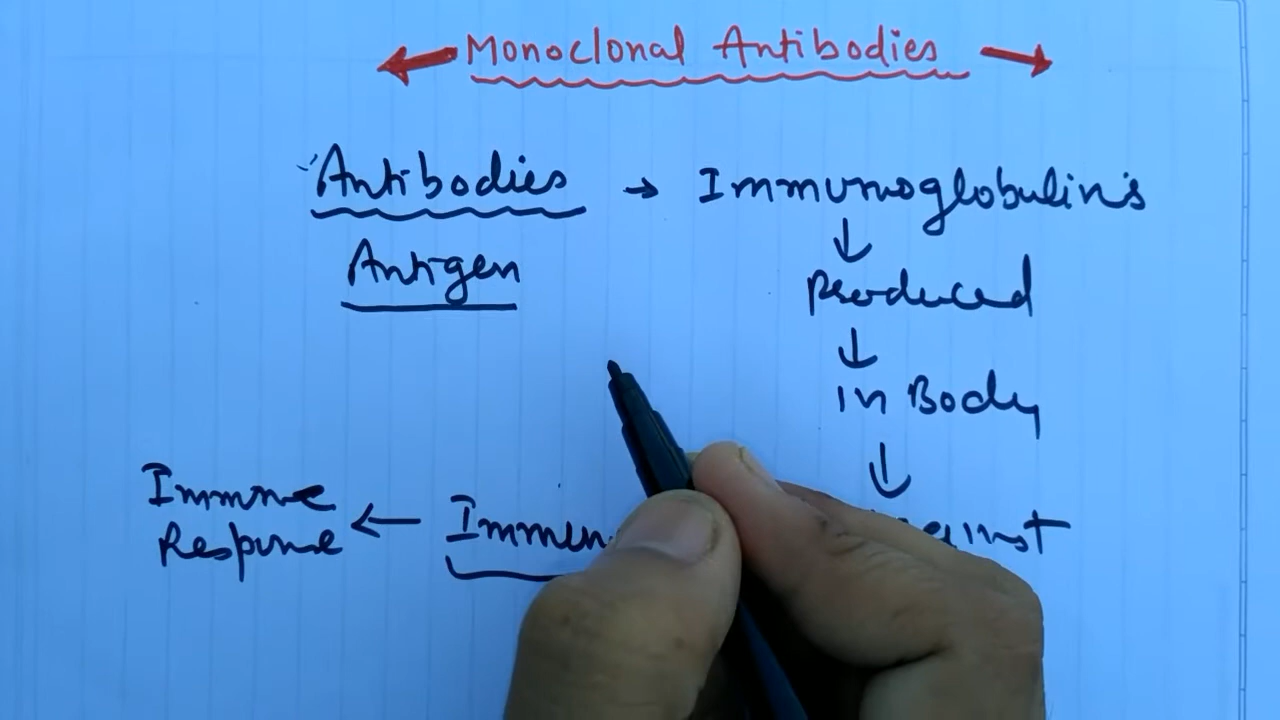 Monoclonal Antibodies
Antibodies → Immunoglobulins
↓
Antigen
Produced
↓
in Body
↓
Immune ← 
Response